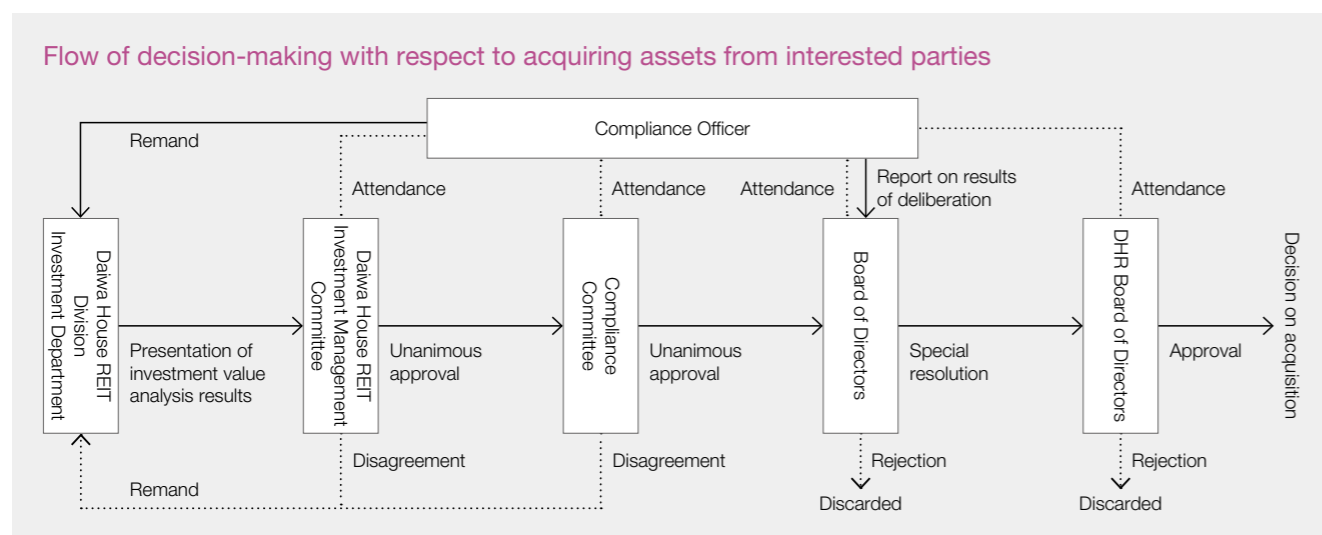 Flow of decision-making with respect to acquiring assets from interested parties
Compliance Officer
Remand
Attendance
Attendance
Attendance
Report on results
of deliberation
Attendance
Daiwa House REIT
Division
Investment Department
Presentation of
investment value
analysis results
Daiwa House REIT
Investment Management
Committee
Unanimous
approval
Compliance
Committee
Unanimous
approval
Board of Directors
Special
resolution
DHR Board of Directors
Approval
Decision on acquisition
Remand
Disagreement
Disagreement
Rejection
Discarded
Rejection
Discarded